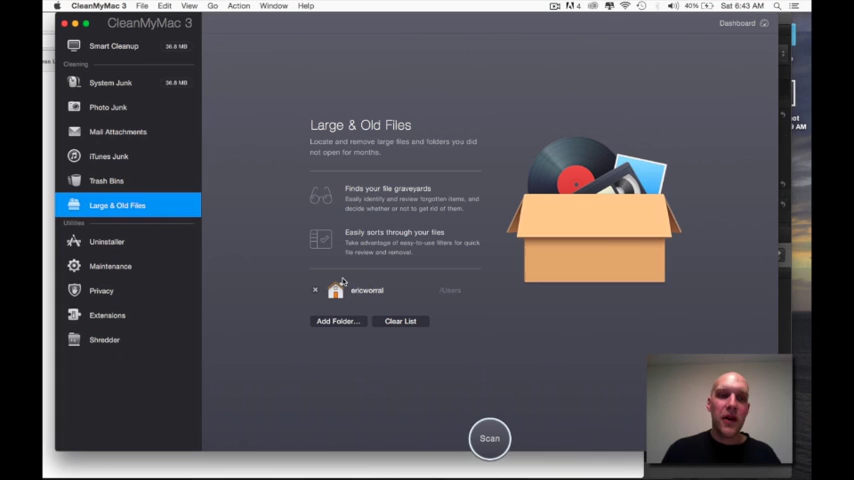 CleanMyMac 3 File Edit View Go Action Window Help
4 40% Sat 6:43 AM
CleanMyMac 3
Dashboard
Smart Cleanup 36.8 MB
Cleaning
System Junk 36.8 MB
Photo Junk
Mail Attachments
iTunes Junk
Trash Bins
Large & Old Files
Utilities
Uninstaller
Maintenance
Privacy
Extensions
Shredder
Large & Old Files
Locate and remove large files and folders you did
not open for months.
Finds your file graveyards
Easily identify and review forgotten items, and
decide whether or not to get rid of them.
Easily sorts through your files
Take advantage of easy-to-use filters for quick
file review and removal.
ericworral /Users
Add Folder... Clear List
Scan